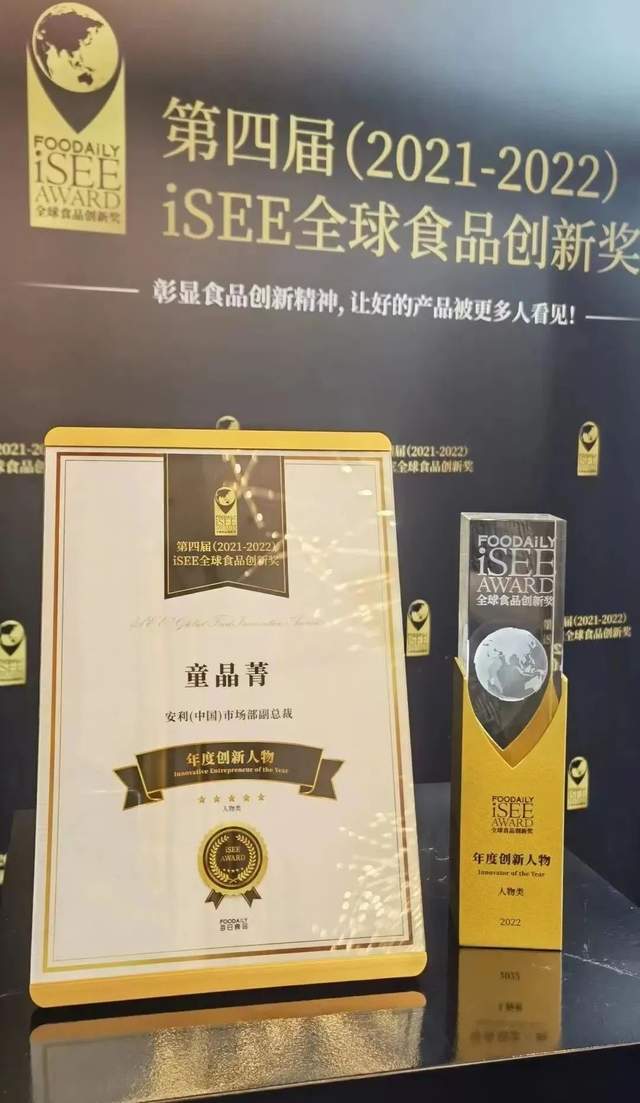 FOODAiLY
iSEE
AWARD
全球食品创新奖
第四届（2021-2022）
iSEE全球食品创新奖
彰显食品创新精神，让好的产品被更多人看见！
第四届(2021-2022)
iSEE全球食品创新奖
童晶菁
安利(中国)市场部副总裁
年度创新人物
Innovative Entrepreneur of the Year
人物类
iSEE
AWARD
FOODAiLY
每日食品
FOODAiLY
iSEE
AWARD
全球食品创新奖
FOODAiLY
iSEE
AWARD
全球食品创新奖
年度创新人物
Innovator of the Year
人物类
2022